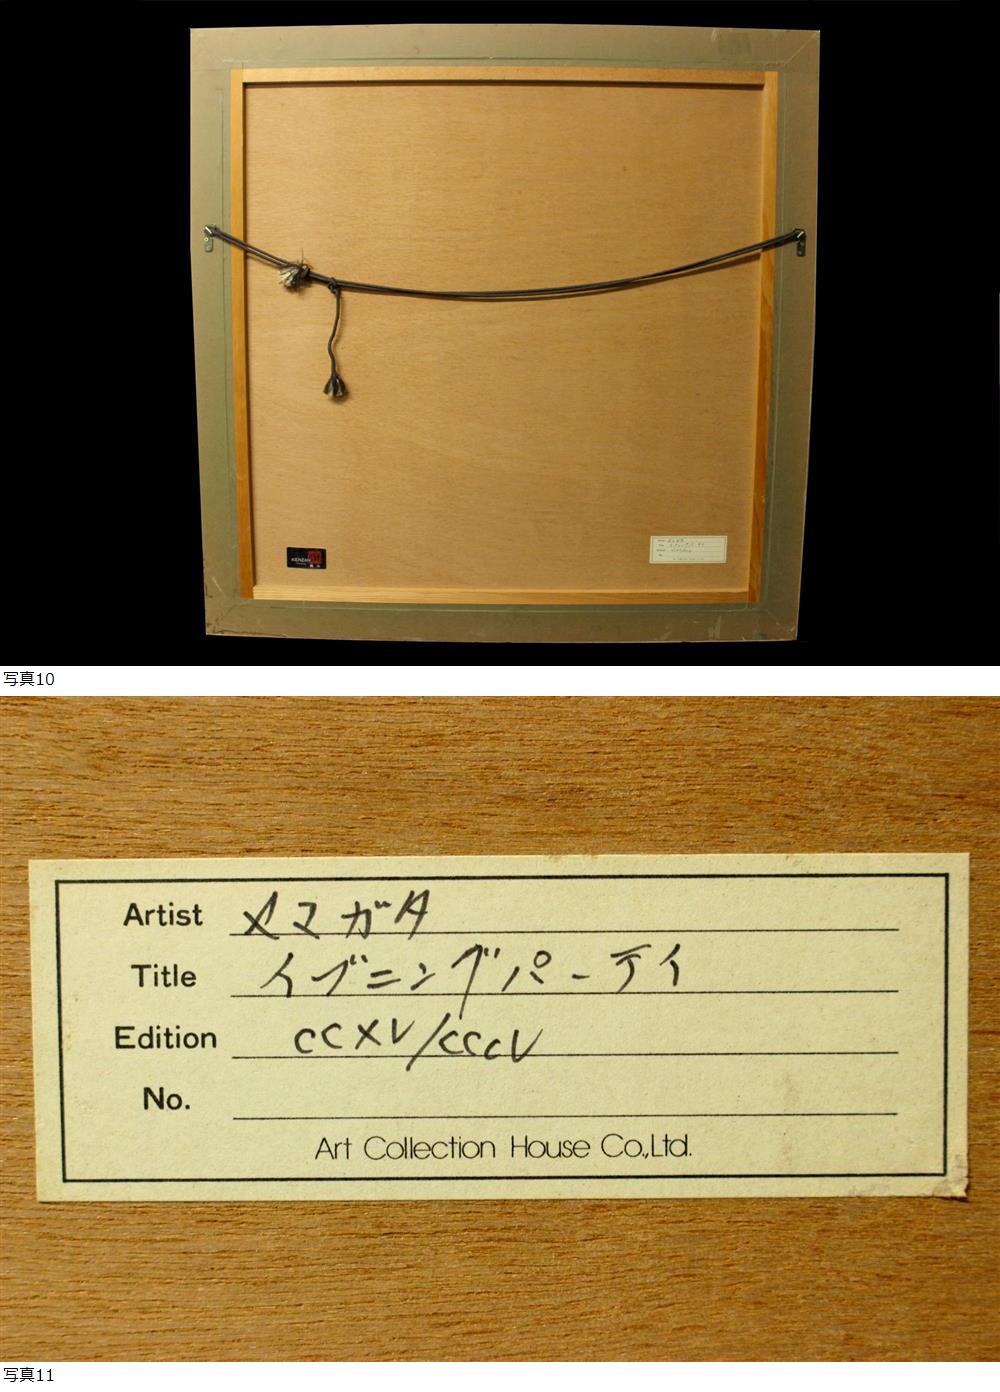 KENZAN
写真10
Artist ヤマガタ
Title イブニングパーティ
Edition CCXV/CCCV
No.
Art Collection House Co.,Ltd.
写真11